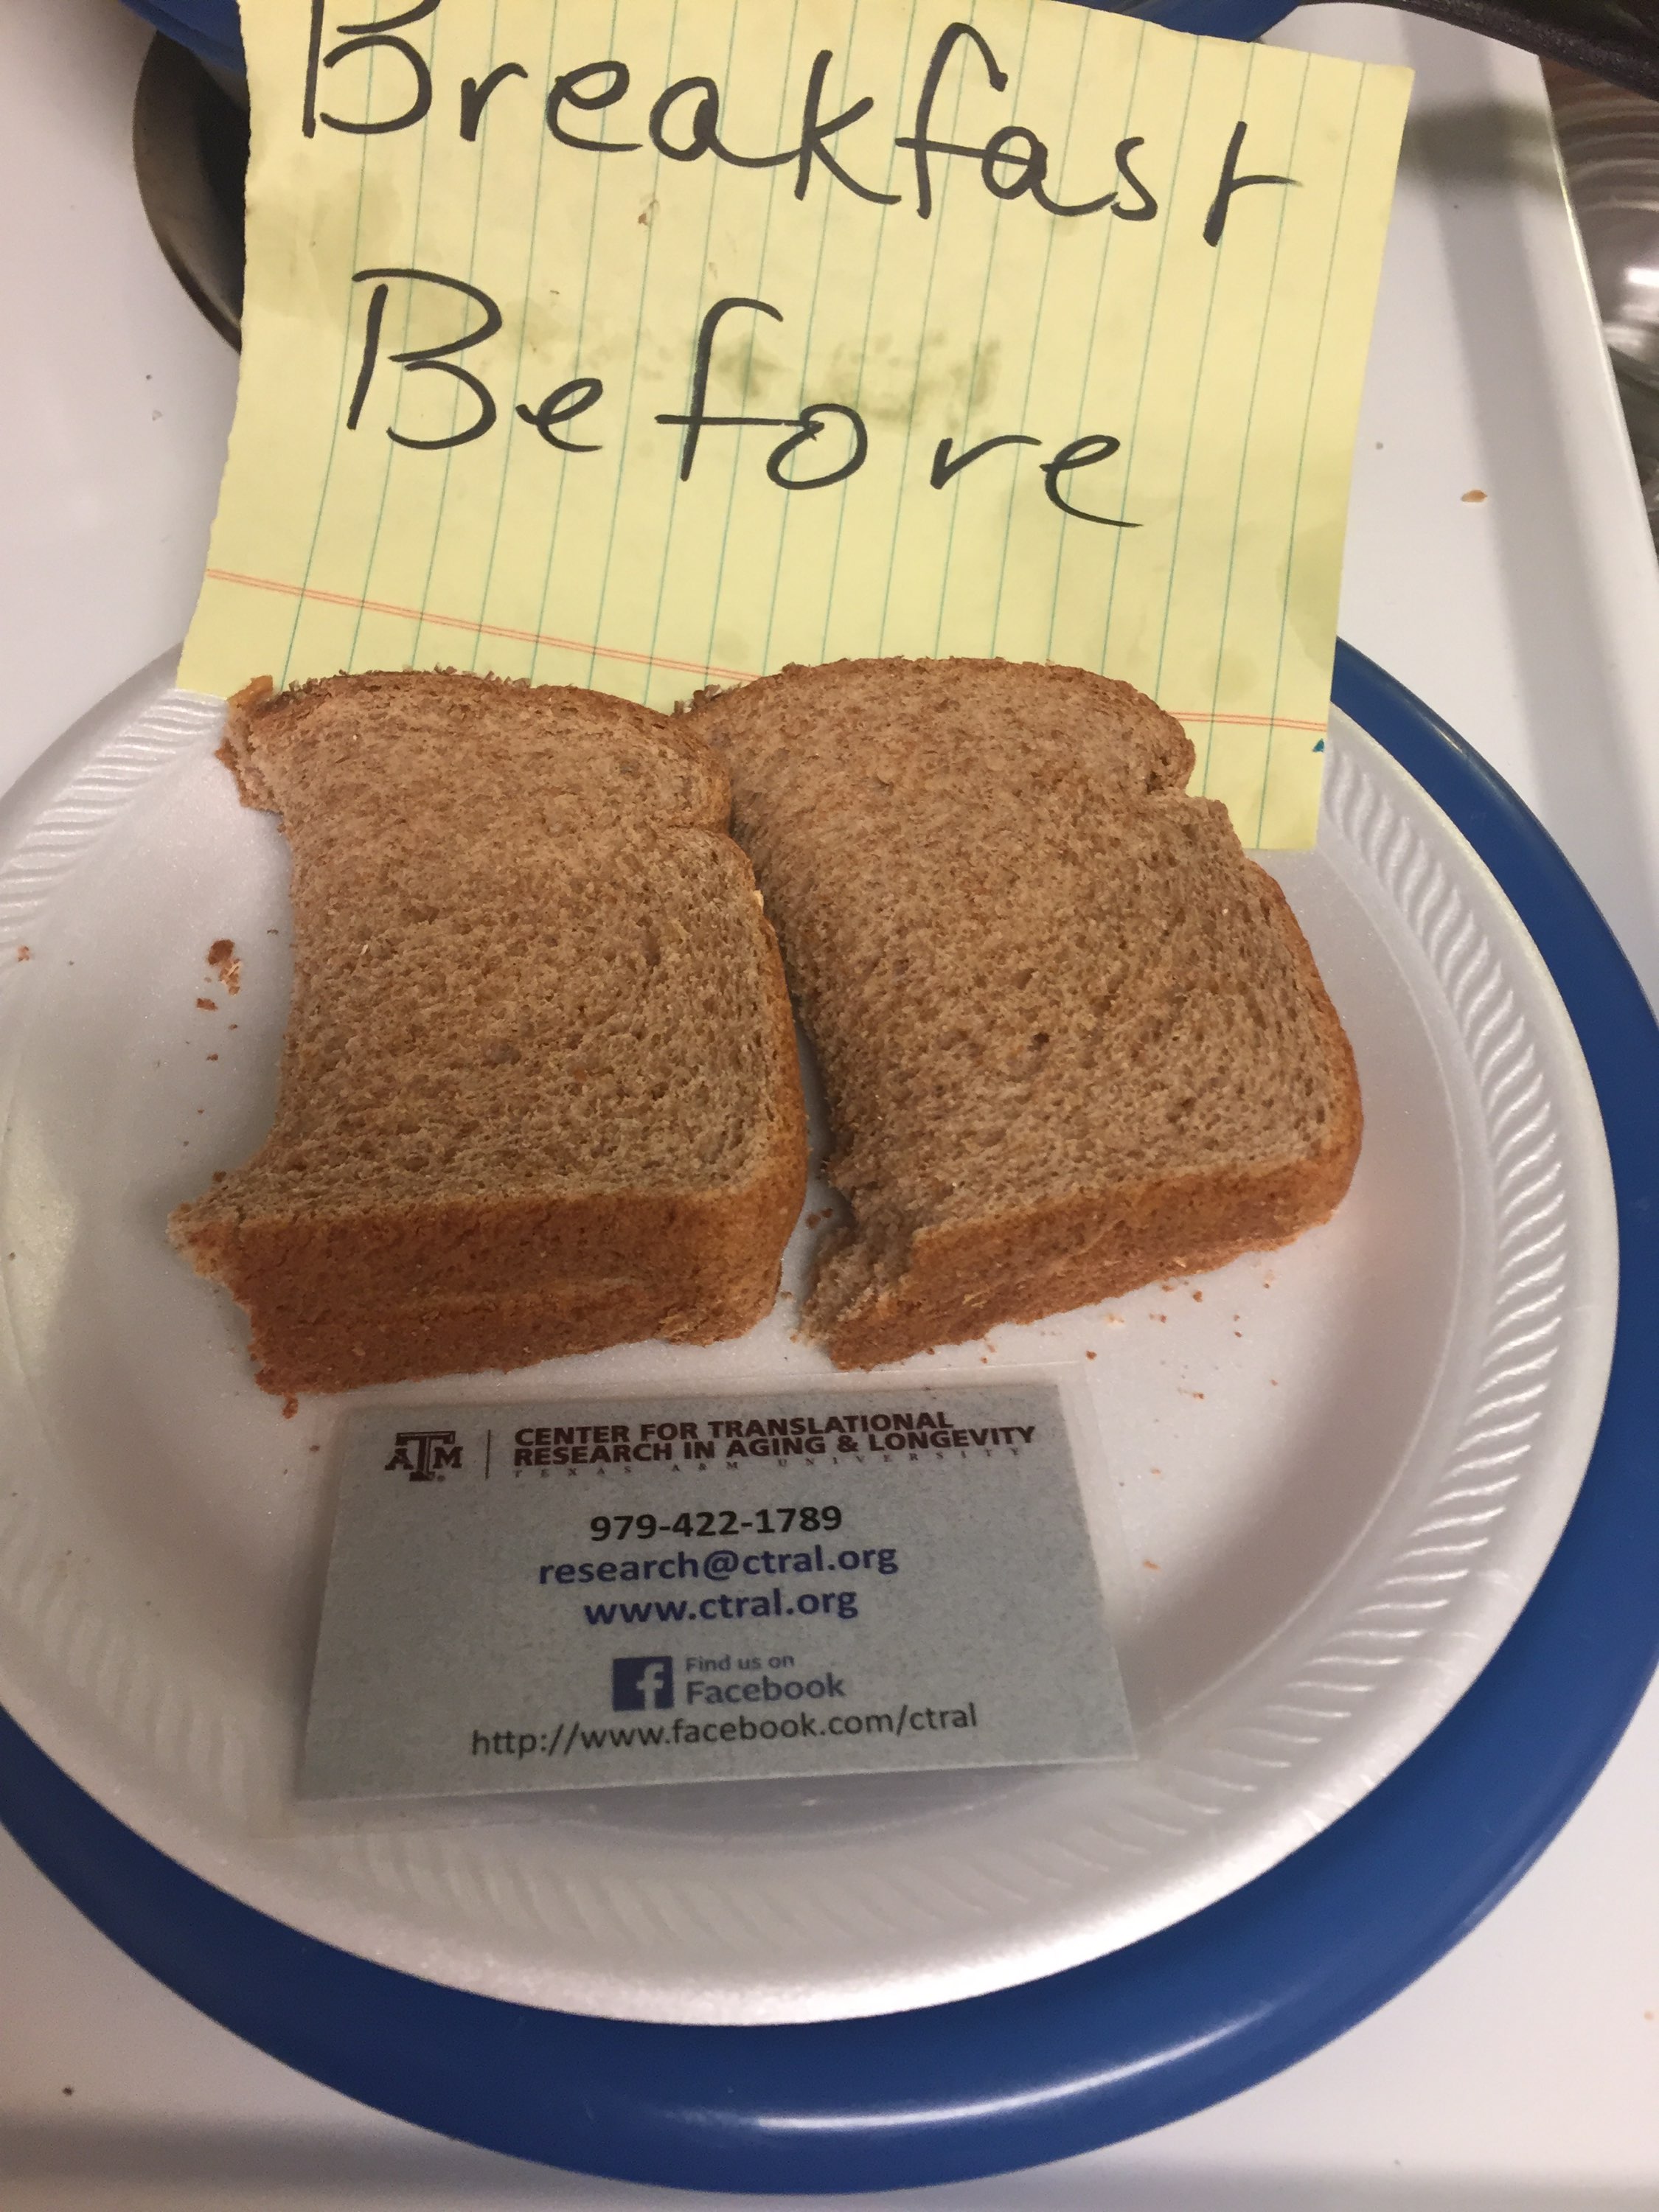 Breakfast
Before
ATM
CENTER FOR TRANSLATIONAL
RESEARCH IN AGING & LONGEVITY
TEXAS A&M UNIVERSITY
979-422-1789
research@ctral.org
www.ctral.org
f
Find us on
Facebook
http://www.facebook.com/ctral